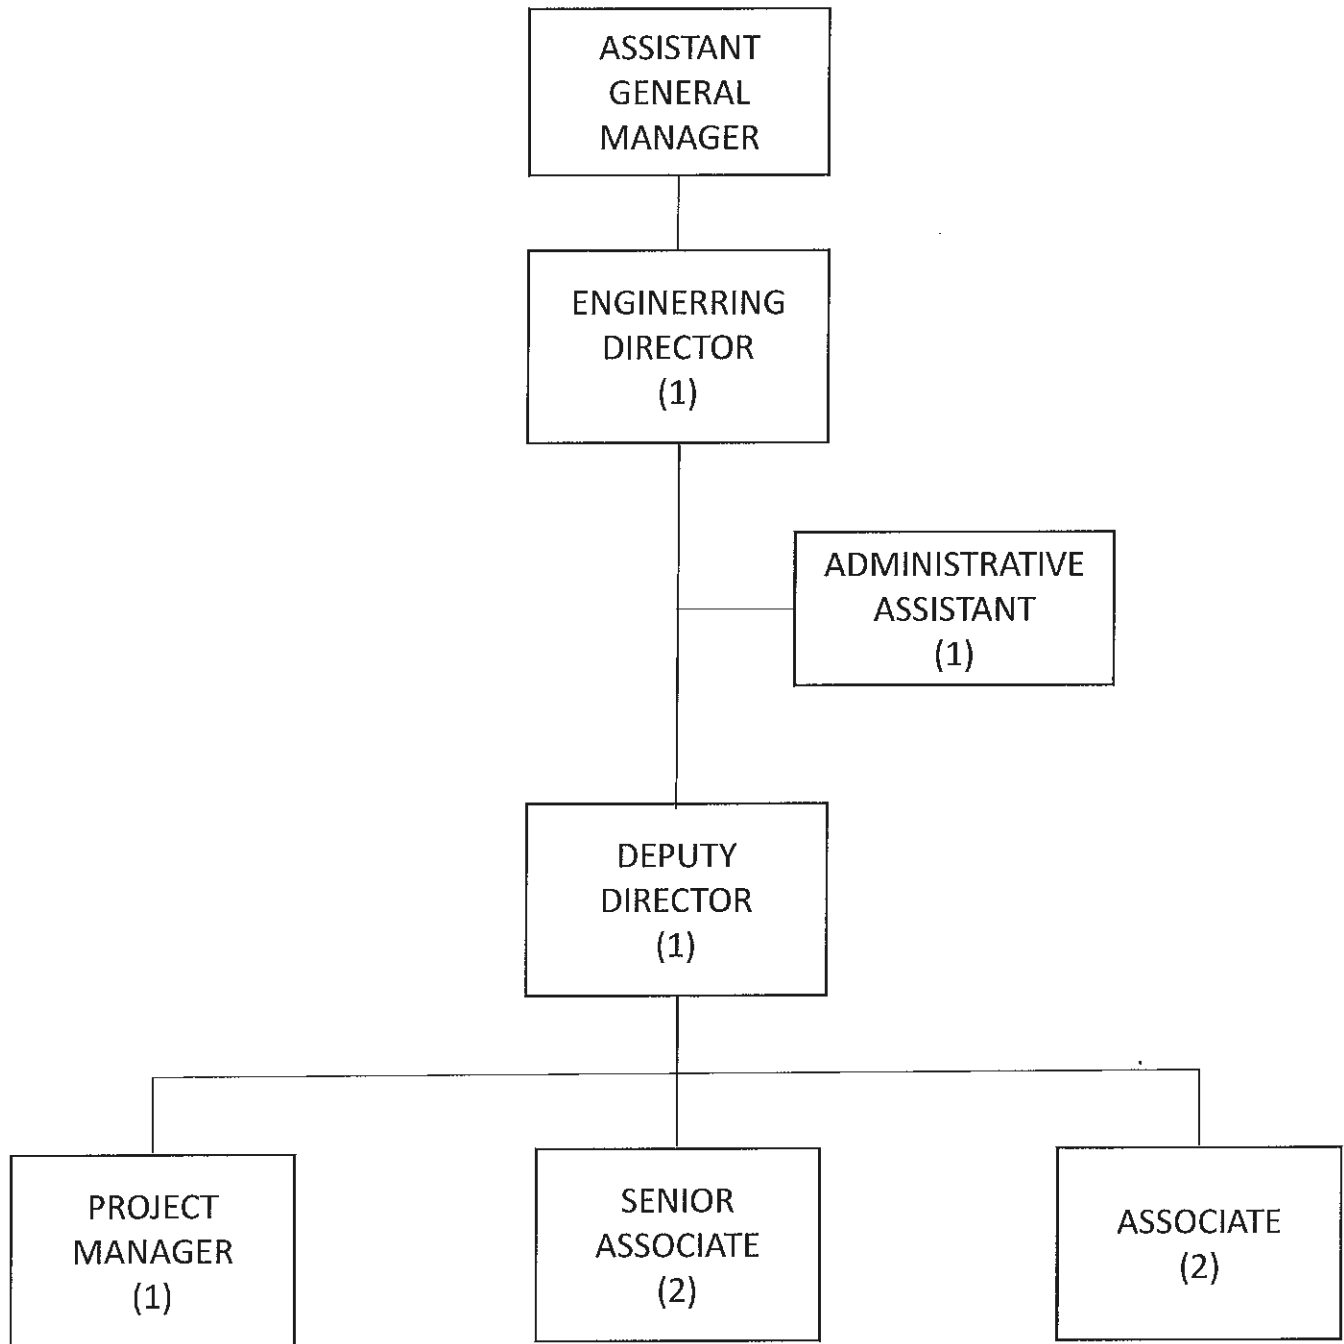 ASSISTANT
GENERAL
MANAGER
ENGINERRING
DIRECTOR
(1)
ADMINISTRATIVE
ASSISTANT
(1)
DEPUTY
DIRECTOR
(1)
PROJECT
MANAGER
(1)
SENIOR
ASSOCIATE
(2)
ASSOCIATE
(2)